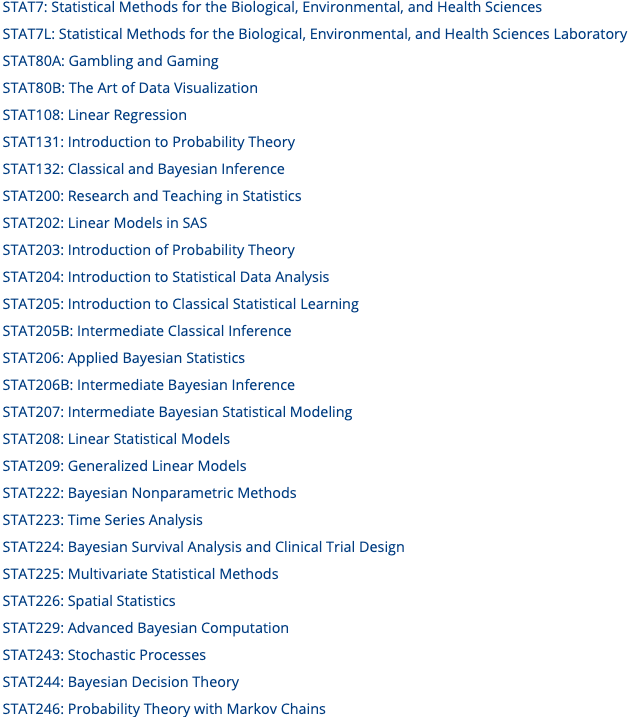 STAT7: Statistical Methods for the Biological, Environmental, and Health Sciences
STAT7L: Statistical Methods for the Biological, Environmental, and Health Sciences Laboratory
STAT80A: Gambling and Gaming
STAT80B: The Art of Data Visualization
STAT108: Linear Regression
STAT131: Introduction to Probability Theory
STAT132: Classical and Bayesian Inference
STAT200: Research and Teaching in Statistics
STAT202: Linear Models in SAS
STAT203: Introduction of Probability Theory
STAT204: Introduction to Statistical Data Analysis
STAT205: Introduction to Classical Statistical Learning
STAT205B: Intermediate Classical Inference
STAT206: Applied Bayesian Statistics
STAT206B: Intermediate Bayesian Inference
STAT207: Intermediate Bayesian Statistical Modeling
STAT208: Linear Statistical Models
STAT209: Generalized Linear Models
STAT222: Bayesian Nonparametric Methods
STAT223: Time Series Analysis
STAT224: Bayesian Survival Analysis and Clinical Trial Design
STAT225: Multivariate Statistical Methods
STAT226: Spatial Statistics
STAT229: Advanced Bayesian Computation
STAT243: Stochastic Processes
STAT244: Bayesian Decision Theory
STAT246: Probability Theory with Markov Chains